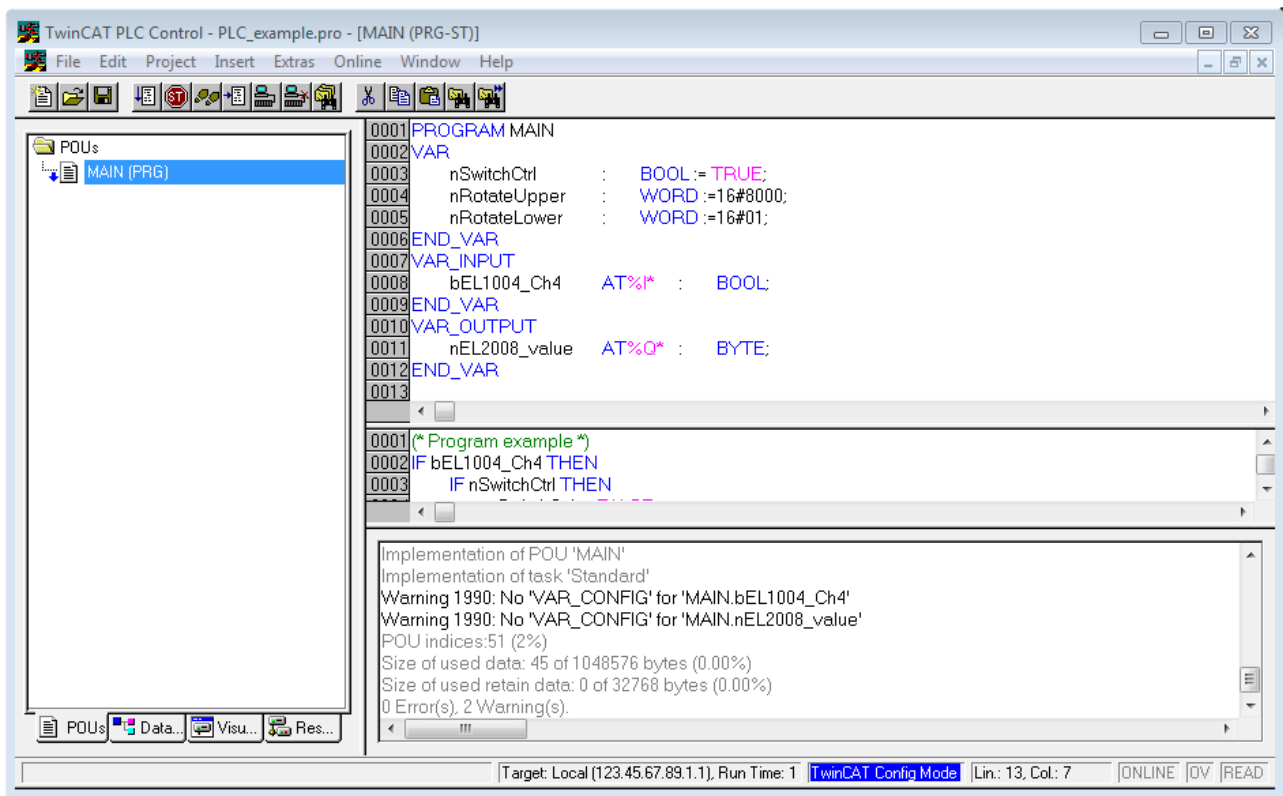 TwinCAT PLC Control - PLC_example.pro - [MAIN (PRG-ST)]
File Edit Project Insert Extras Online Window Help
POUs
MAIN (PRG)
0001 PROGRAM MAIN
0002 VAR
0003 nSwitchCtrl : BOOL := TRUE;
0004 nRotateUpper : WORD :=16#8000;
0005 nRotateLower : WORD :=16#01;
0006 END_VAR
0007 VAR_INPUT
0008 bEL1004_Ch4 AT%I* : BOOL;
0009 END_VAR
0010 VAR_OUTPUT
0011 nEL2008_value AT%Q* : BYTE;
0012 END_VAR
0013
0001 (* Program example *)
0002 IF bEL1004_Ch4 THEN
0003 IF nSwitchCtrl THEN
Implementation of POU 'MAIN'
Implementation of task 'Standard'
Warning 1990: No 'VAR_CONFIG' for 'MAIN.bEL1004_Ch4'
Warning 1990: No 'VAR_CONFIG' for 'MAIN.nEL2008_value'
POU indices:51 (2%)
Size of used data: 45 of 1048576 bytes (0.00%)
Size of used retain data: 0 of 32768 bytes (0.00%)
0 Error(s), 2 Warning(s).
POUs Data... Visu... Res...
Target: Local (123.45.67.89.1.1), Run Time: 1 TwinCAT Config Mode Lin.: 13, Col.: 7 ONLINE OV READ